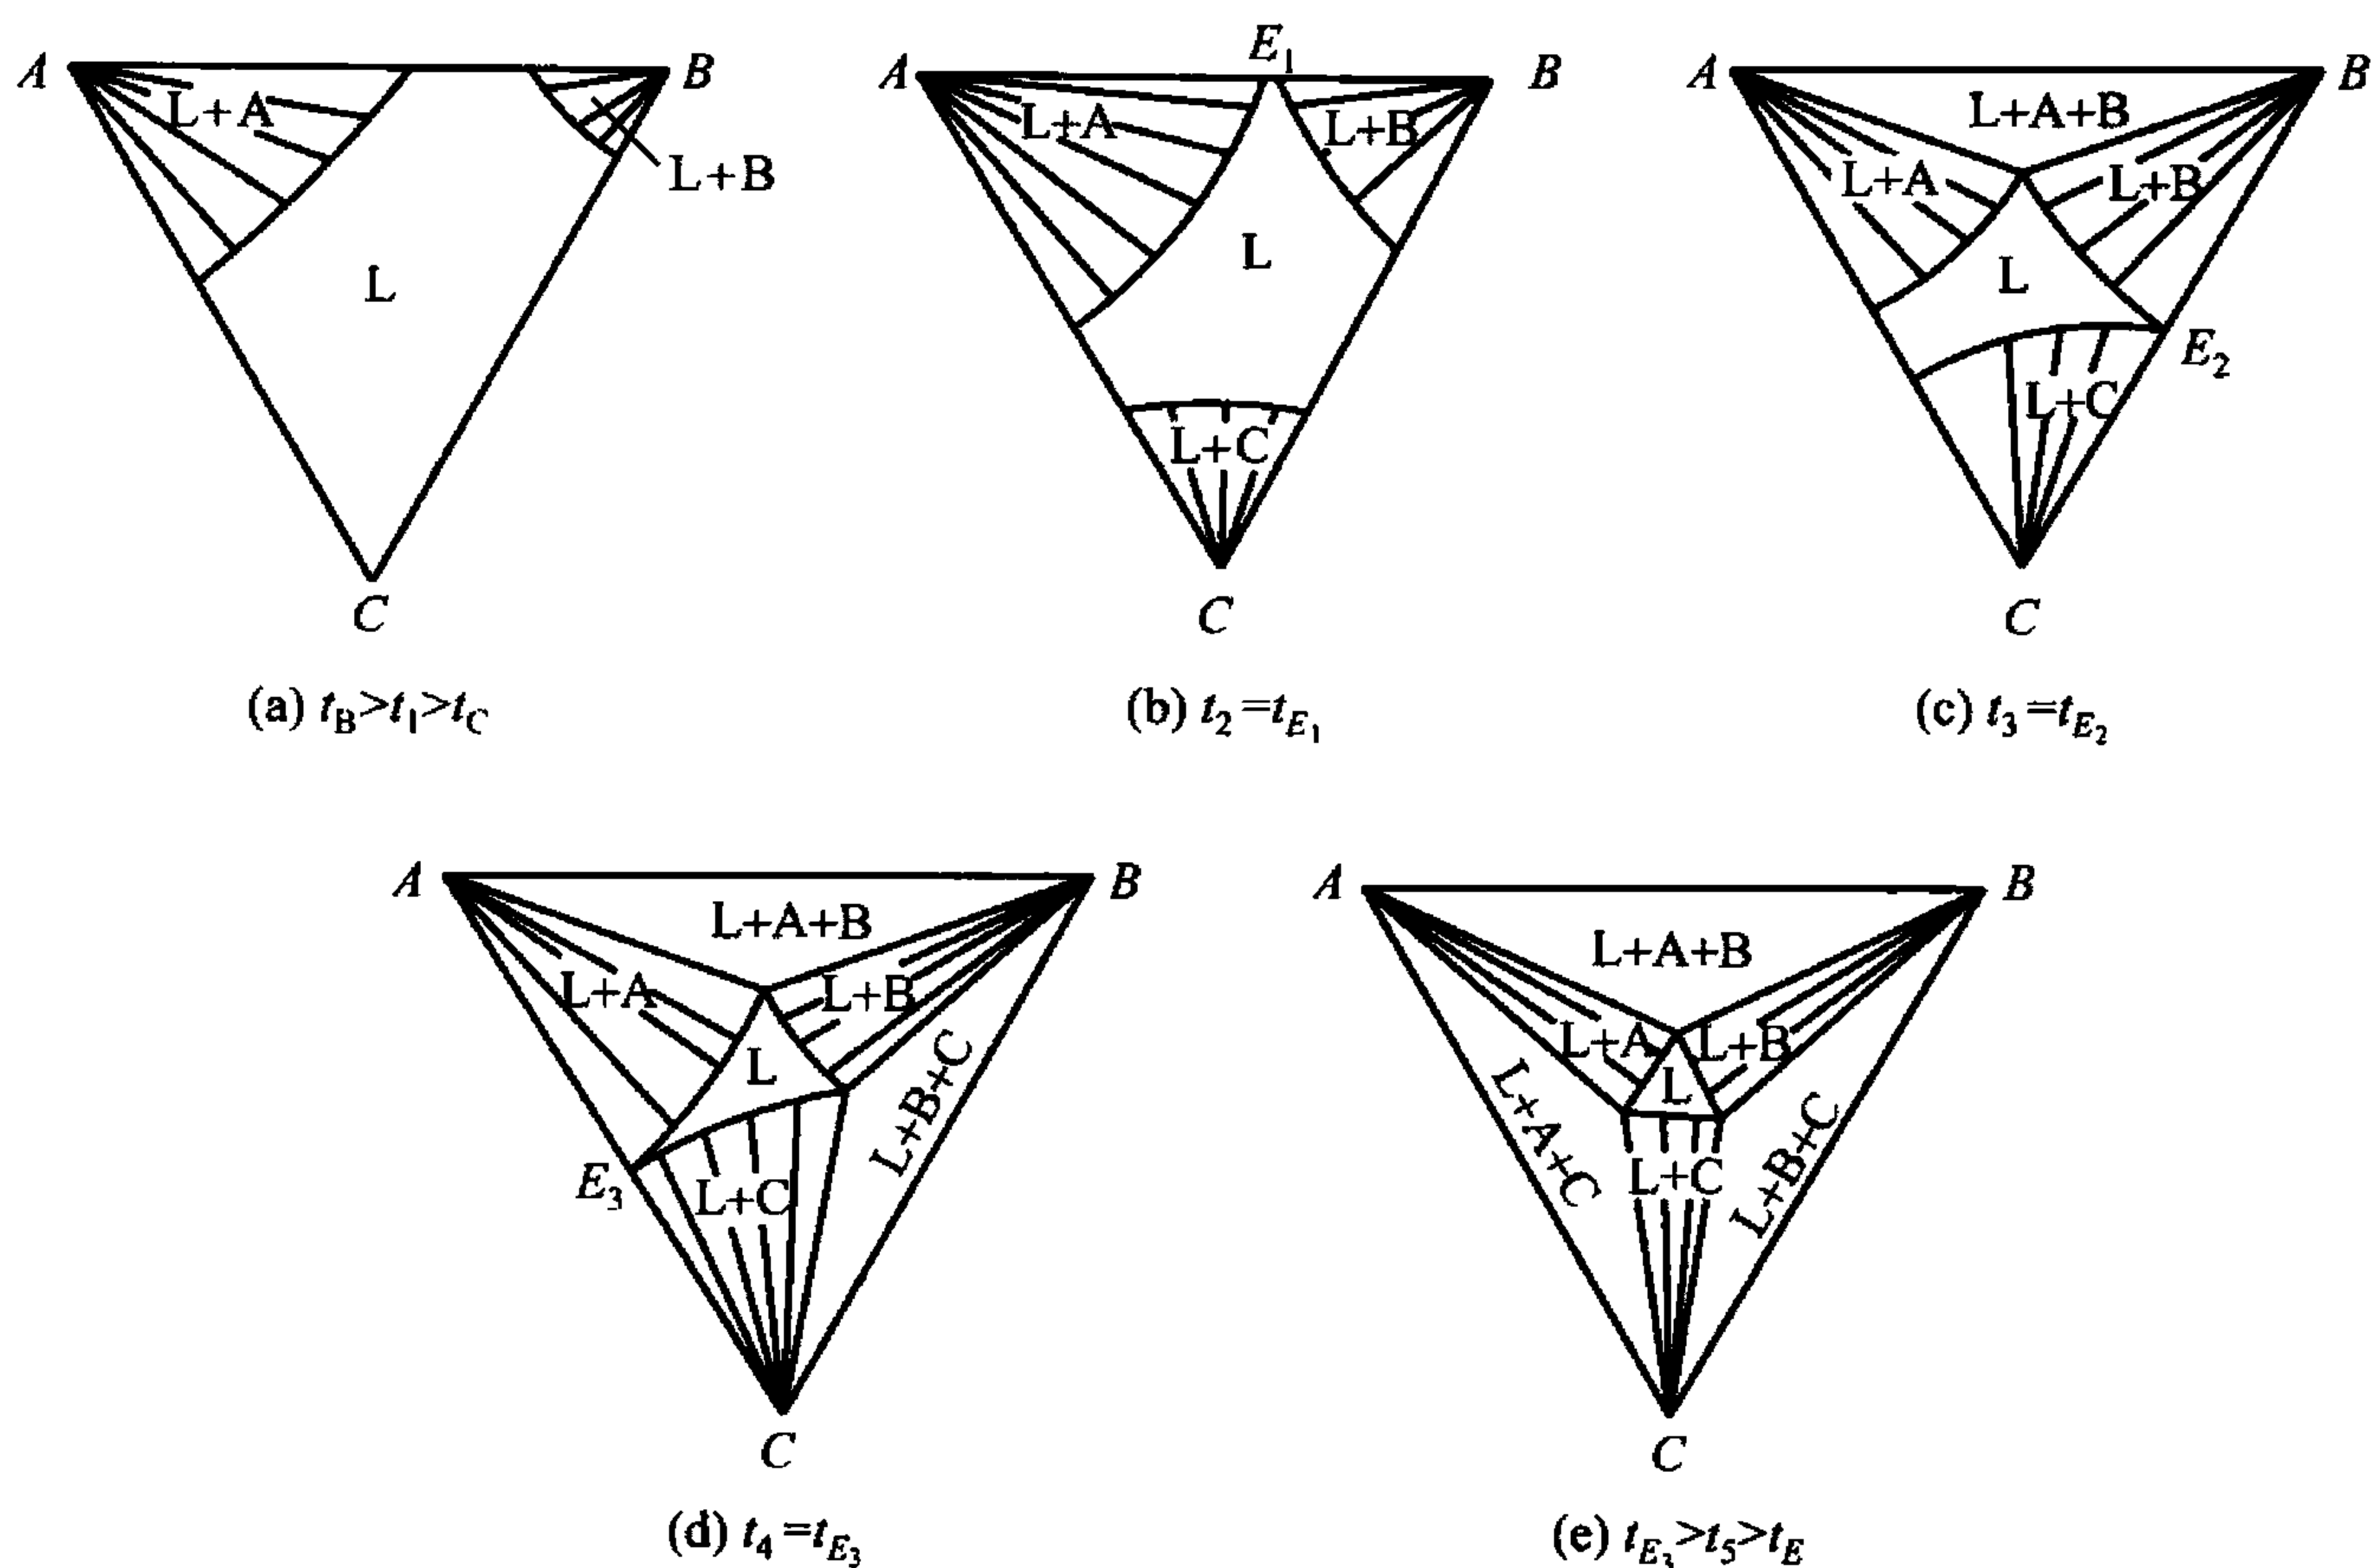 A B
L+A
L+B
L
C
(a) t_B>t_1>t_C
E_1
A B
L+A L+B
L
L+C
C
(b) t_2=t_{E_1}
A B
L+A+B
L+A L+B
L
E_2
L+C
C
(c) t_3=t_{E_2}
A B
L+A+B
L+A L+B
L
L+B+C
E_3
L+C
C
(d) t_4=t_{E_3}
A B
L+A+B
L+A L+B
L
L+A+C L+C L+B+C
C
(e) t_{E_3}>t_5>t_E